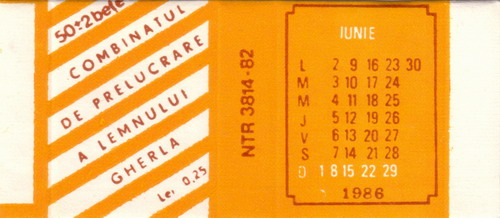 50±2 bețe
COMBINATUL
DE PRELUCRARE
A LEMNULUI
GHERLA
Lei 0.25
NTR 3814-82
IUNIE
L 2 9 16 23 30
M 3 10 17 24
M 4 11 18 25
J 5 12 19 26
V 6 13 20 27
S 7 14 21 28
D 1 8 15 22 29
1986